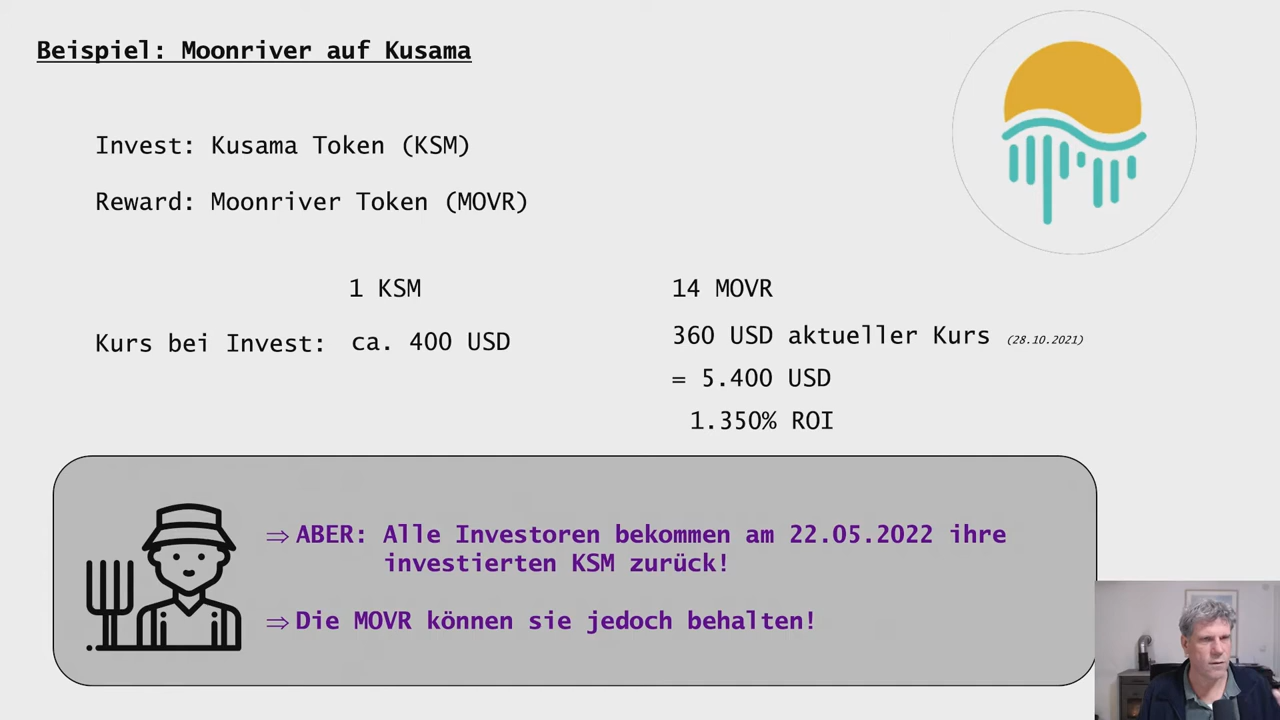 Beispiel: Moonriver auf Kusama
Invest: Kusama Token (KSM)
Reward: Moonriver Token (MOVR)
1 KSM
14 MOVR
Kurs bei Invest: ca. 400 USD
360 USD aktueller Kurs (28.10.2021)
= 5.400 USD
1.350% ROI
⇒ ABER: Alle Investoren bekommen am 22.05.2022 ihre
investierten KSM zurück!
⇒ Die MOVR können sie jedoch behalten!